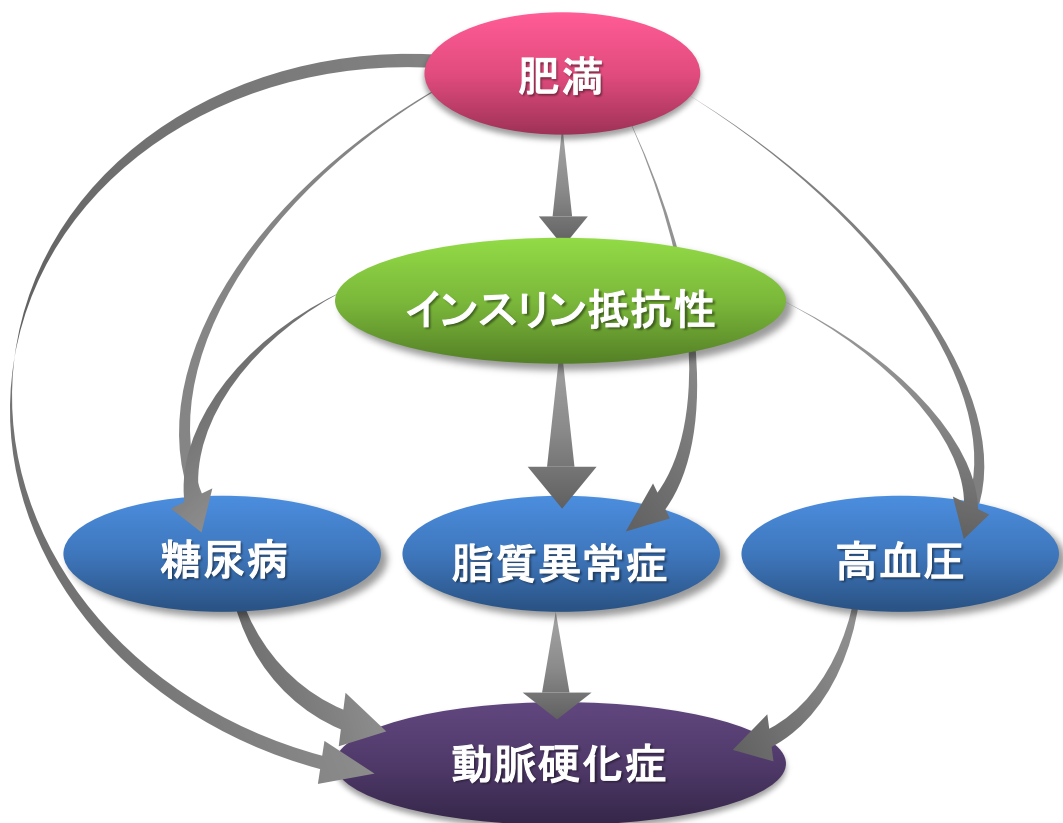 肥満
インスリン抵抗性
糖尿病
脂質異常症
高血圧
動脈硬化症